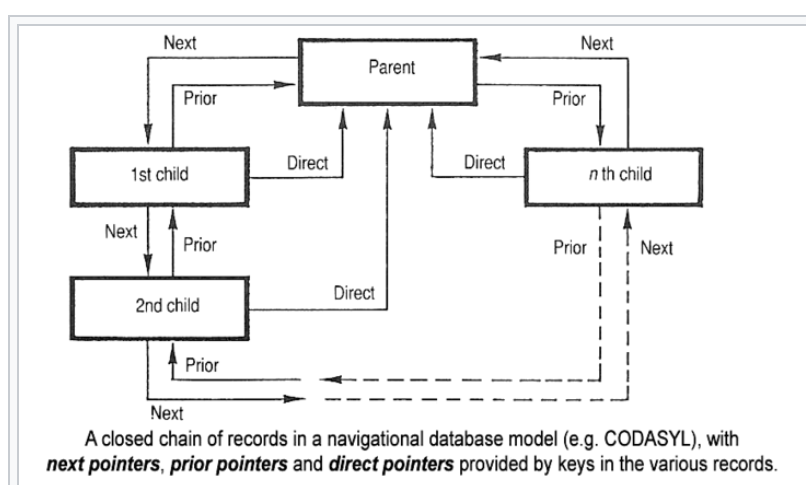 Next
Next
Parent
Prior
Prior
1st child
Direct
Direct
n th child
Next
Prior
Prior
Next
2nd child
Direct
Prior
Next
A closed chain of records in a navigational database model (e.g. CODASYL), with
next pointers, prior pointers and direct pointers provided by keys in the various records.